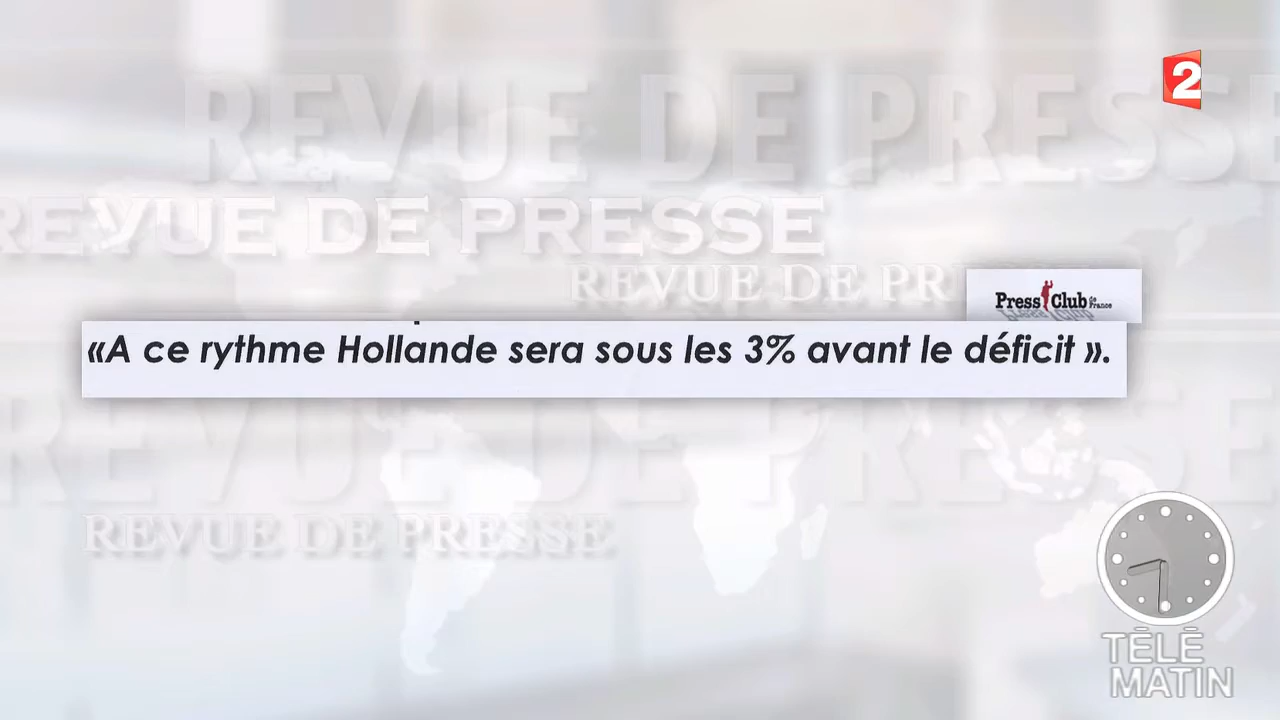 REVUE DE PRESSE
2
REVUE DE PRESSE
REVUE DE PR
Press Club de France
«A ce rythme Hollande sera sous les 3% avant le déficit ».
REVUE DE PRESSE
REVUE DE PRESSE
TÉLÉ
MATIN